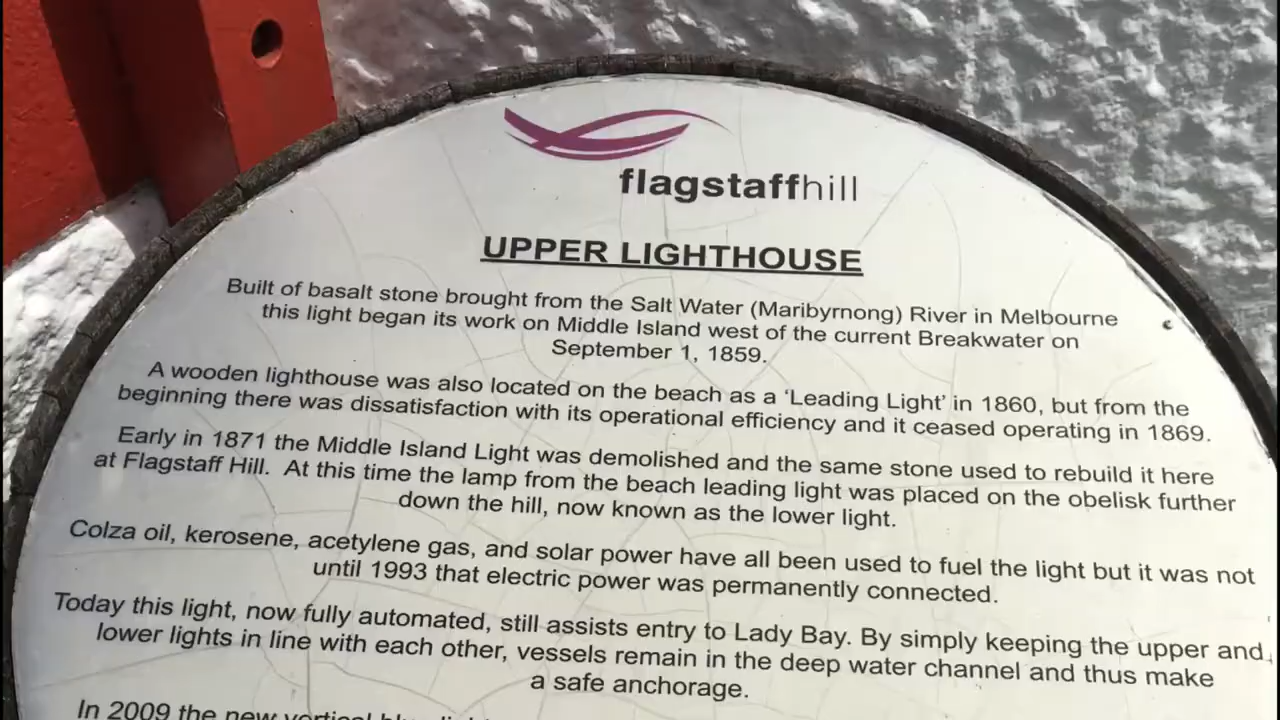 flagstaffhill
UPPER LIGHTHOUSE
Built of basalt stone brought from the Salt Water (Maribyrnong) River in Melbourne
this light began its work on Middle Island west of the current Breakwater on
September 1, 1859.
A wooden lighthouse was also located on the beach as a ‘Leading Light’ in 1860, but from the
beginning there was dissatisfaction with its operational efficiency and it ceased operating in 1869.
Early in 1871 the Middle Island Light was demolished and the same stone used to rebuild it here
at Flagstaff Hill. At this time the lamp from the beach leading light was placed on the obelisk further
down the hill, now known as the lower light.
Colza oil, kerosene, acetylene gas, and solar power have all been used to fuel the light but it was not
until 1993 that electric power was permanently connected.
Today this light, now fully automated, still assists entry to Lady Bay. By simply keeping the upper and
lower lights in line with each other, vessels remain in the deep water channel and thus make
a safe anchorage.
In 2009 the new vertical